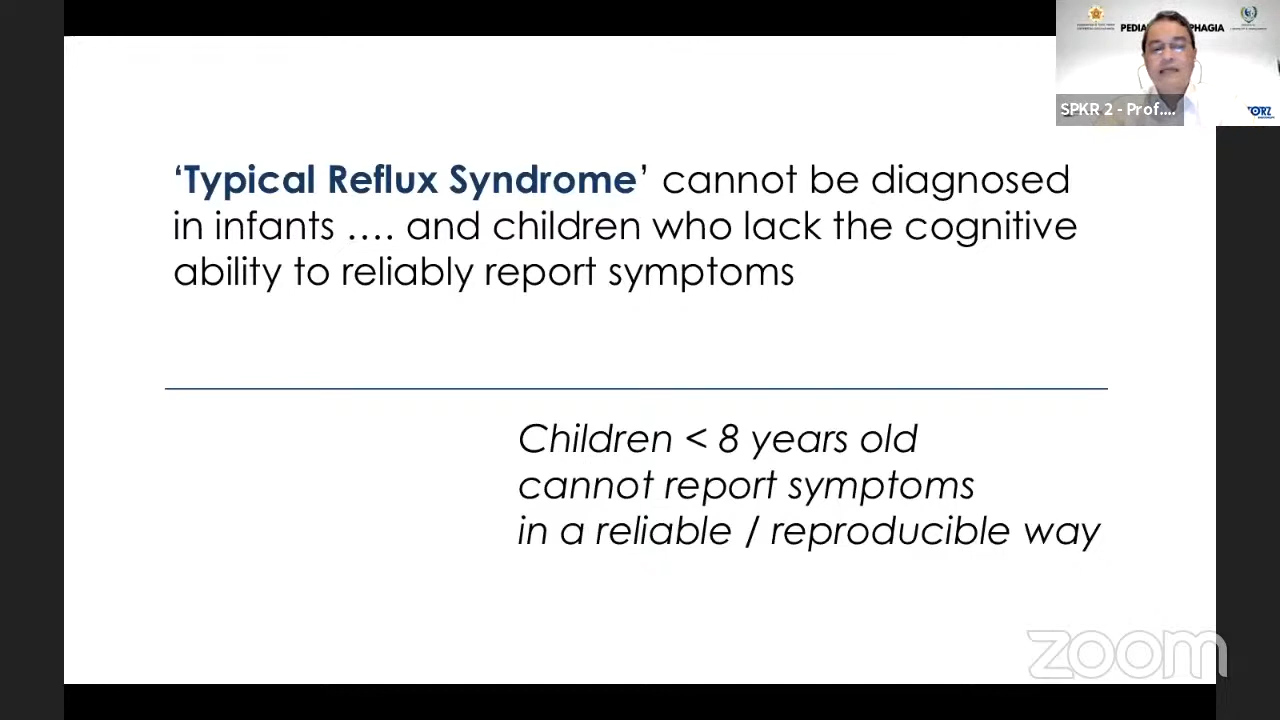 PEDIA PHAGIA
SPKR 2 - Prof....
‘Typical Reflux Syndrome’ cannot be diagnosed
in infants .... and children who lack the cognitive
ability to reliably report symptoms
Children < 8 years old
cannot report symptoms
in a reliable / reproducible way
zoom